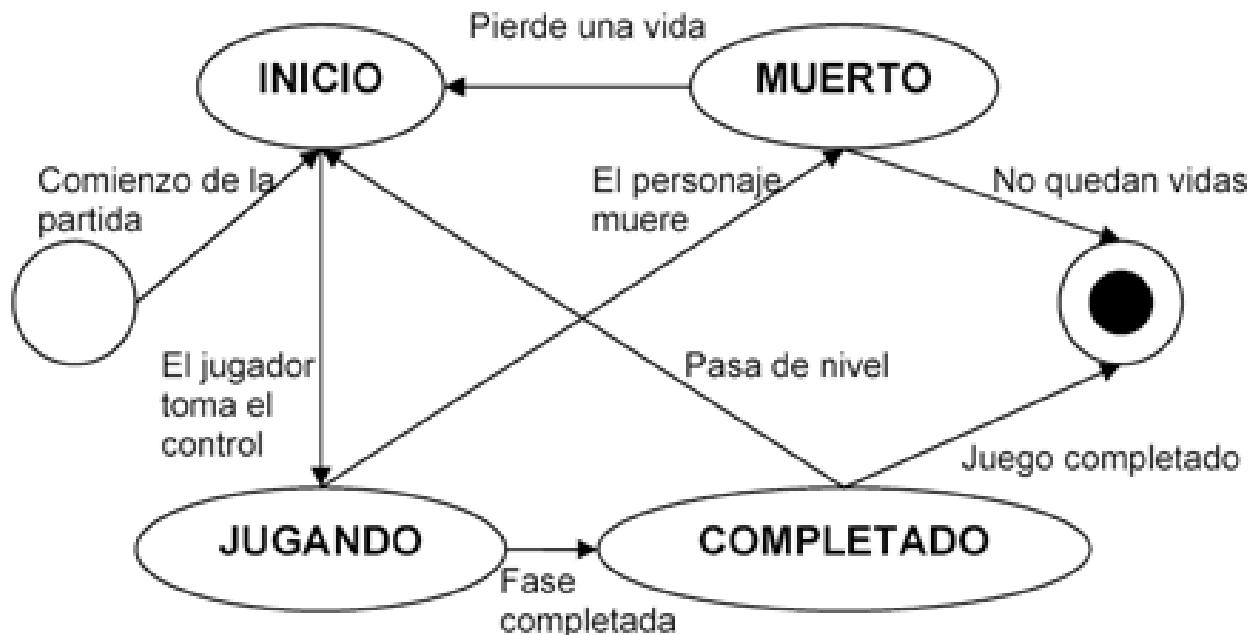 Pierde una vida
INICIO
MUERTO
Comienzo de la
partida
El personaje
muere
No quedan vidas
El jugador
toma el
control
Pasa de nivel
Juego completado
JUGANDO
COMPLETADO
Fase
completada